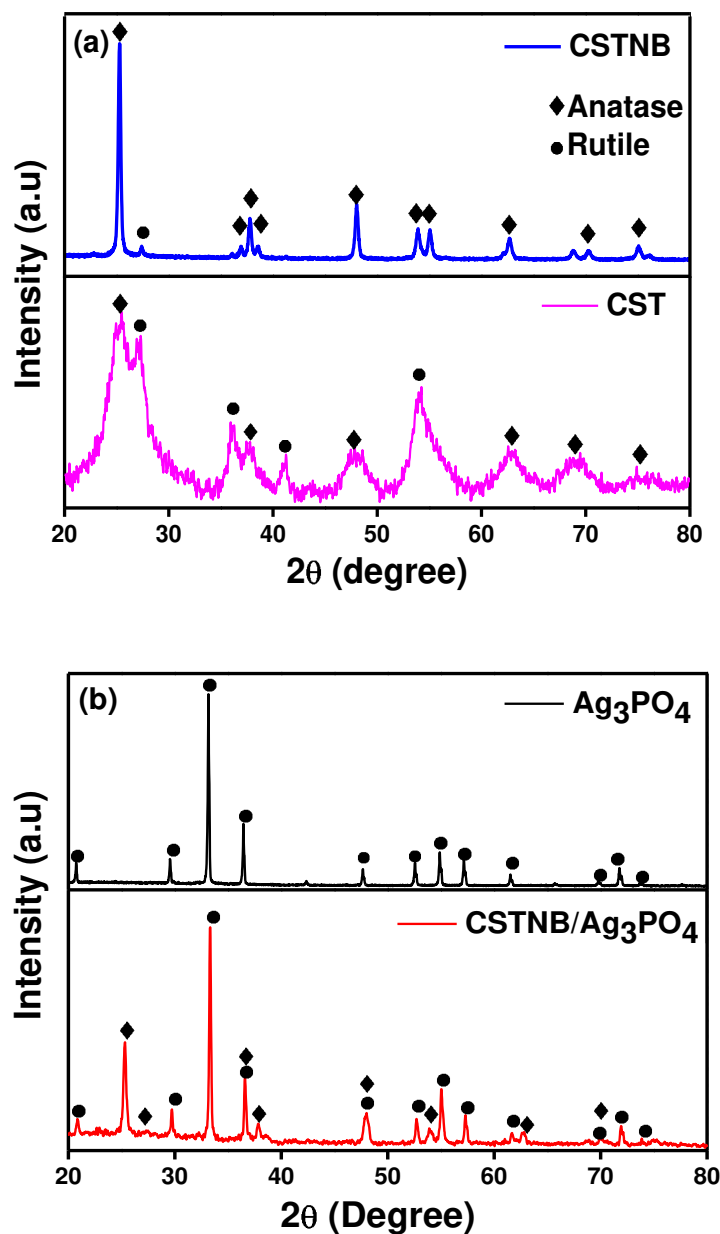 (a)
CSTNB
Anatase
Rutile
CST
Intensity (a.u)
20 30 40 50 60 70 80
2θ (degree)
(b)
Ag₃PO₄
CSTNB/Ag₃PO₄
Intensity (a.u)
20 30 40 50 60 70 80
2θ (Degree)